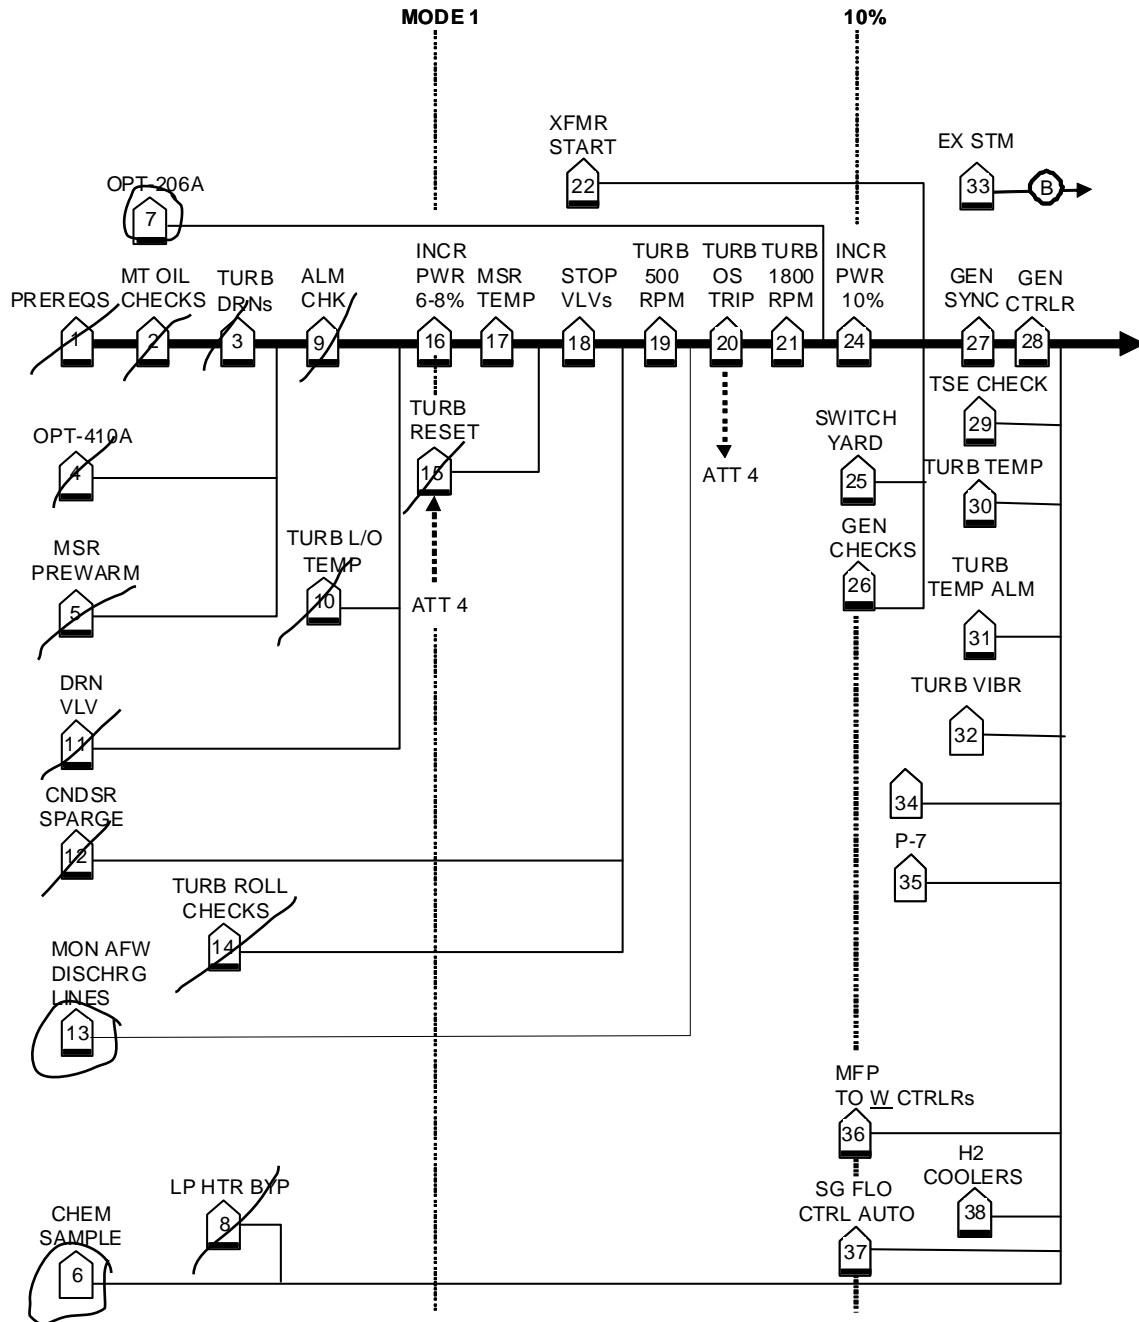 MODE 1
10%
XFMR
START
22
EX STM
33
B
OPT-206A
7
PREREQS
1
MT OIL
CHECKS
2
TURB
DRNs
3
ALM
CHK
9
INCR
PWR
6-8%
16
MSR
TEMP
17
STOP
VLVs
18
TURB
500
RPM
19
TURB
OS
TRIP
20
TURB
1800
RPM
21
INCR
PWR
10%
24
GEN
SYNC
27
GEN
CTRLR
28
OPT-410A
4
TURB
RESET
15
ATT 4
ATT 4
SWITCH
YARD
25
TSE CHECK
29
TURB TEMP
30
MSR
PREWARM
5
TURB L/O
TEMP
10
GEN
CHECKS
26
TURB
TEMP ALM
31
DRN
VLV
11
TURB VIBR
32
CNDSR
SPARGE
12
34
P-7
35
TURB ROLL
CHECKS
14
MON AFW
DISCHRG
LINES
13
MFP
TO W CTRLRs
36
LP HTR BYP
8
H2
COOLERS
38
CHEM
SAMPLE
6
SG FLO
CTRL AUTO
37